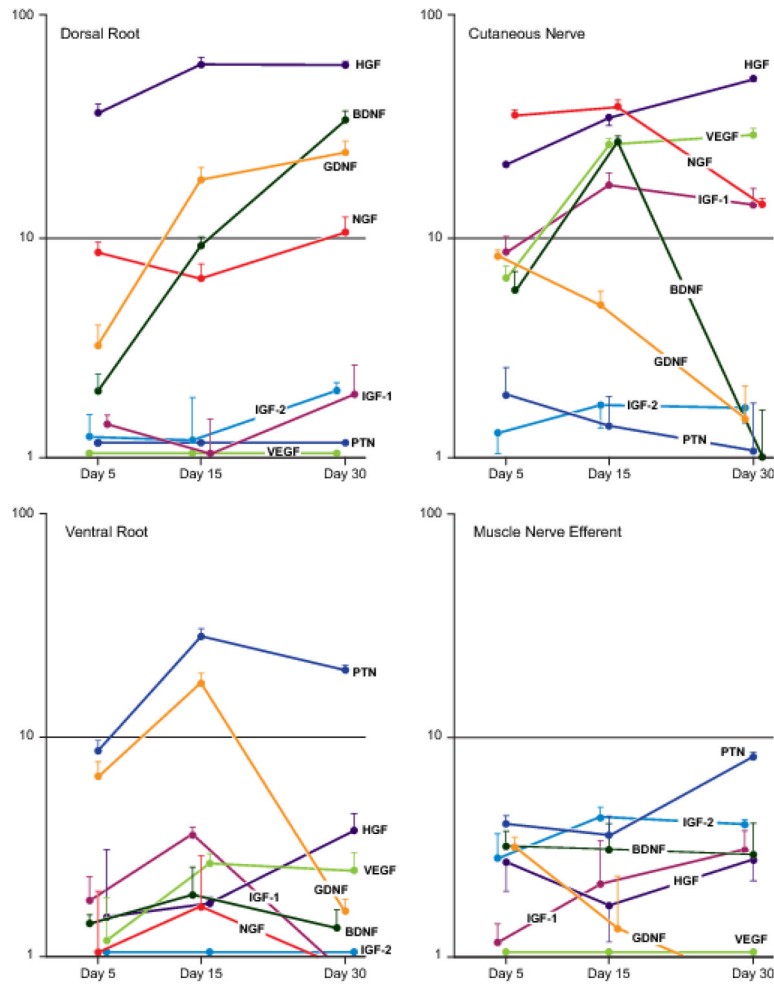 100
Dorsal Root
HGF
BDNF
GDNF
NGF
10
IGF-2
IGF-1
PTN
VEGF
1
Day 5 Day 15 Day 30
100
Cutaneous Nerve
HGF
VEGF
NGF
IGF-1
10
BDNF
GDNF
IGF-2
PTN
1
Day 5 Day 15 Day 30
100
Ventral Root
PTN
10
HGF
VEGF
GDNF
IGF-1
NGF
BDNF
IGF-2
1
Day 5 Day 15 Day 30
100
Muscle Nerve Efferent
10
PTN
IGF-2
BDNF
HGF
IGF-1
GDNF
VEGF
1
Day 5 Day 15 Day 30